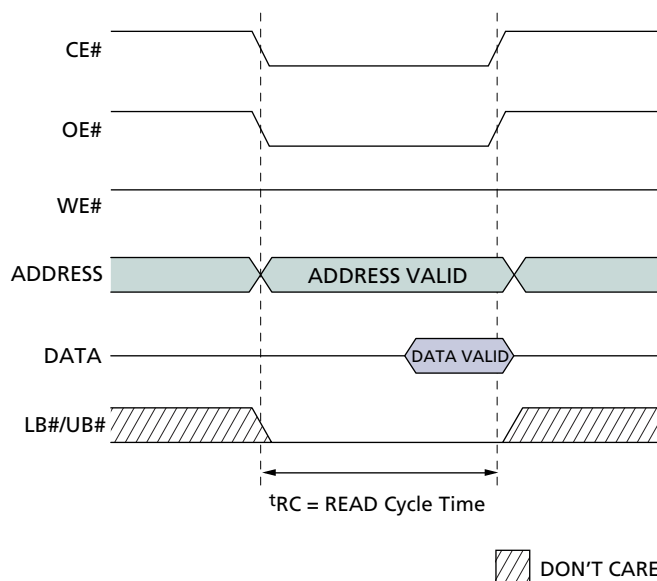 CE#
OE#
WE#
ADDRESS
ADDRESS VALID
DATA
DATA VALID
LB#/UB#
tRC = READ Cycle Time
DON'T CARE